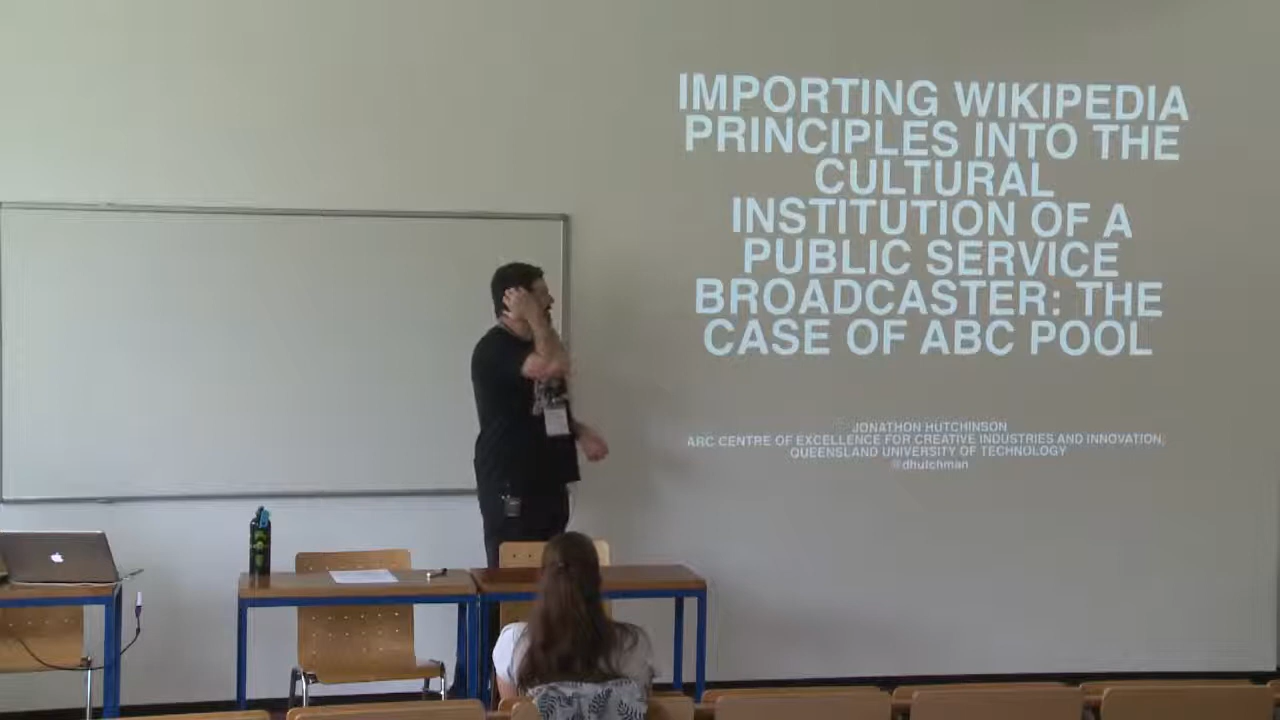 IMPORTING WIKIPEDIA
PRINCIPLES INTO THE
CULTURAL
INSTITUTION OF A
PUBLIC SERVICE
BROADCASTER: THE
CASE OF ABC POOL
JONATHON HUTCHINSON
ARC CENTRE OF EXCELLENCE FOR CREATIVE INDUSTRIES AND INNOVATION,
QUEENSLAND UNIVERSITY OF TECHNOLOGY
@dhutchman